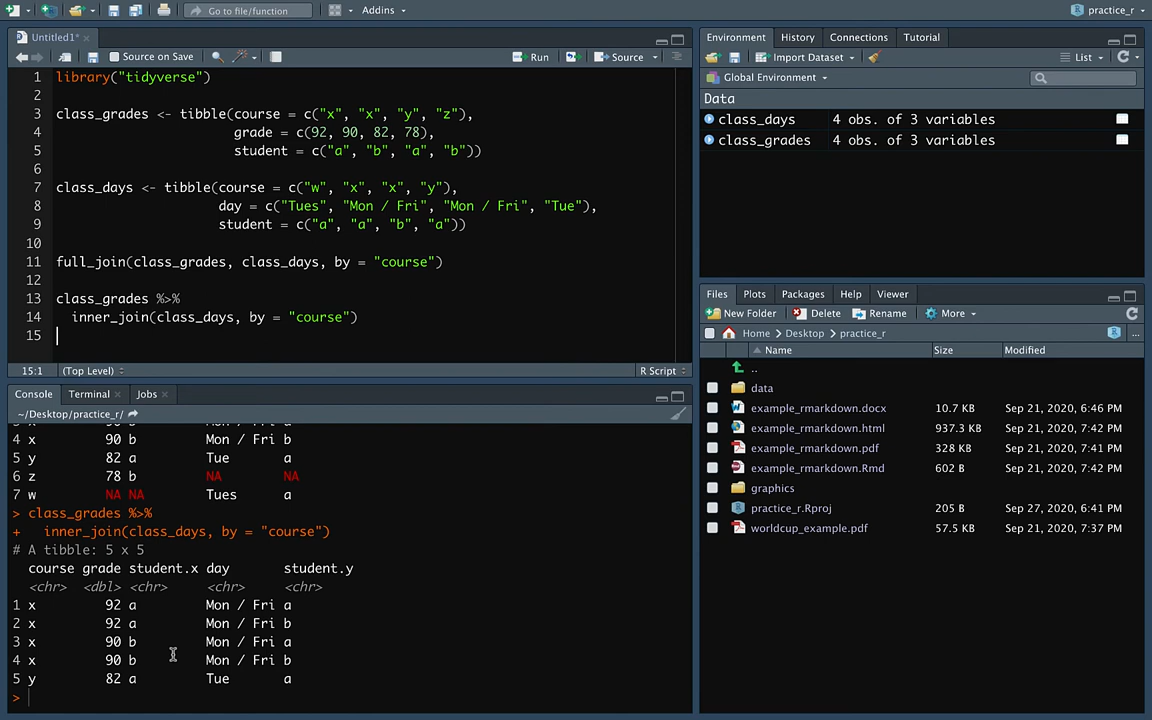 Go to file/function
Addins
practice_r
Untitled1*
Source on Save
Run
Source
1 library("tidyverse")
2
3 class_grades <- tibble(course = c("x", "x", "y", "z"),
4 grade = c(92, 90, 82, 78),
5 student = c("a", "b", "a", "b"))
6
7 class_days <- tibble(course = c("w", "x", "x", "y"),
8 day = c("Tues", "Mon / Fri", "Mon / Fri", "Tue"),
9 student = c("a", "a", "b", "a"))
10
11 full_join(class_grades, class_days, by = "course")
12
13 class_grades %>%
14 inner_join(class_days, by = "course")
15
15:1 (Top Level) R Script
Console Terminal Jobs
~/Desktop/practice_r/
4 x 90 b Mon / Fri b
5 y 82 a Tue a
6 z 78 b NA NA
7 w NA NA Tues a
> class_grades %>%
+ inner_join(class_days, by = "course")
# A tibble: 5 x 5
course grade student.x day student.y
<chr> <dbl> <chr> <chr> <chr>
1 x 92 a Mon / Fri a
2 x 92 a Mon / Fri b
3 x 90 b Mon / Fri a
4 x 90 b Mon / Fri b
5 y 82 a Tue a
>
Environment History Connections Tutorial
Import Dataset List
Global Environment
Data
class_days 4 obs. of 3 variables
class_grades 4 obs. of 3 variables
Files Plots Packages Help Viewer
New Folder Delete Rename More
Home Desktop practice_r ...
Name Size Modified
..
data
example_rmarkdown.docx 10.7 KB Sep 21, 2020, 6:46 PM
example_rmarkdown.html 937.3 KB Sep 21, 2020, 7:42 PM
example_rmarkdown.pdf 328 KB Sep 21, 2020, 7:41 PM
example_rmarkdown.Rmd 602 B Sep 21, 2020, 7:42 PM
graphics
practice_r.Rproj 205 B Sep 27, 2020, 6:41 PM
worldcup_example.pdf 57.5 KB Sep 21, 2020, 7:37 PM